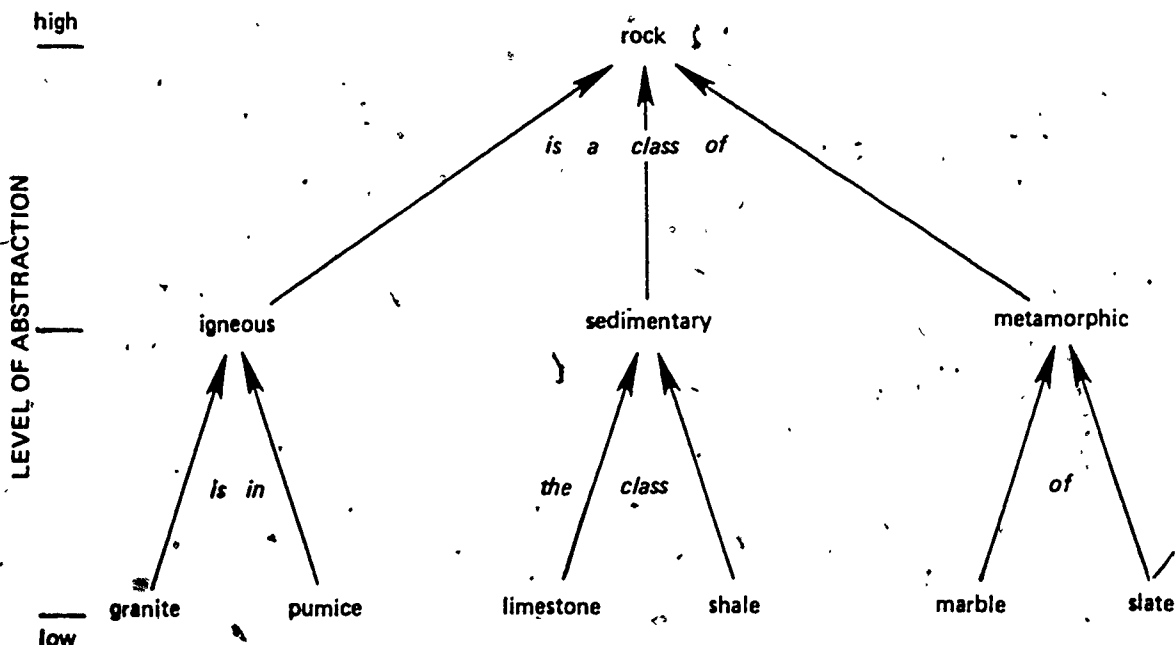 high
rock
is a class of
LEVEL OF ABSTRACTION
igneous sedimentary metamorphic
is in the class of
granite pumice limestone shale marble slate
low